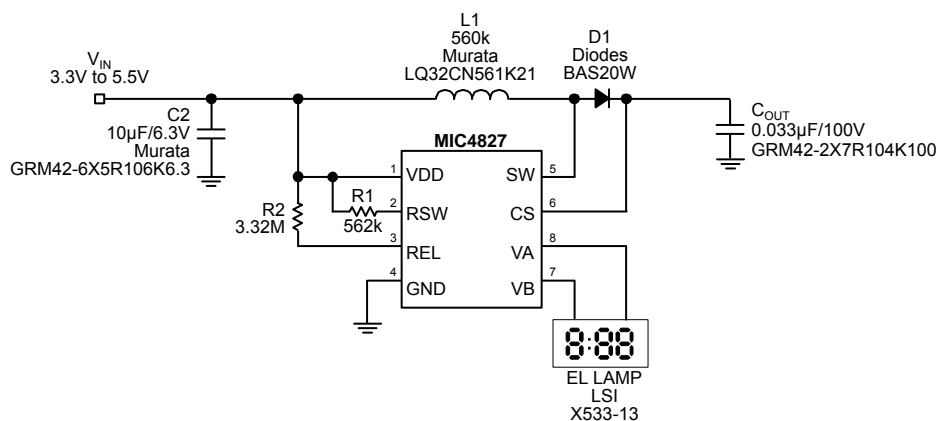 L1
560k
Murata
LQ32CN561K21
D1
Diodes
BAS20W
VIN
3.3V to 5.5V
C2
10µF/6.3V
Murata
GRM42-6X5R106K6.3
COUT
0.033µF/100V
GRM42-2X7R104K100
MIC4827
1
VDD
SW
5
R1
562k
2
RSW
CS
6
R2
3.32M
3
REL
VA
8
4
GND
VB
7
8:88
EL LAMP
LSI
X533-13